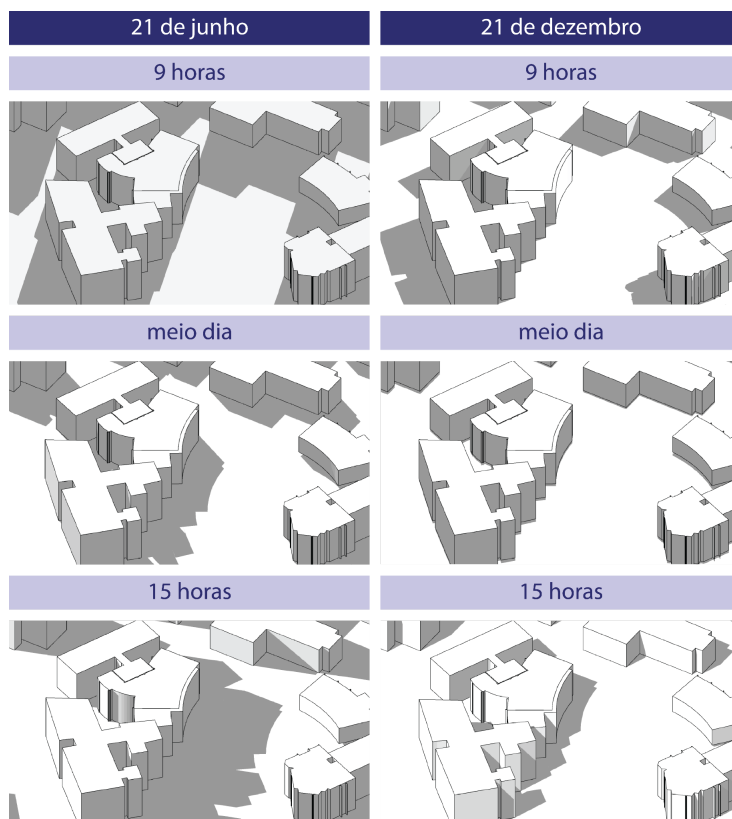 21 de junho
21 de dezembro
9 horas
9 horas
meio dia
meio dia
15 horas
15 horas